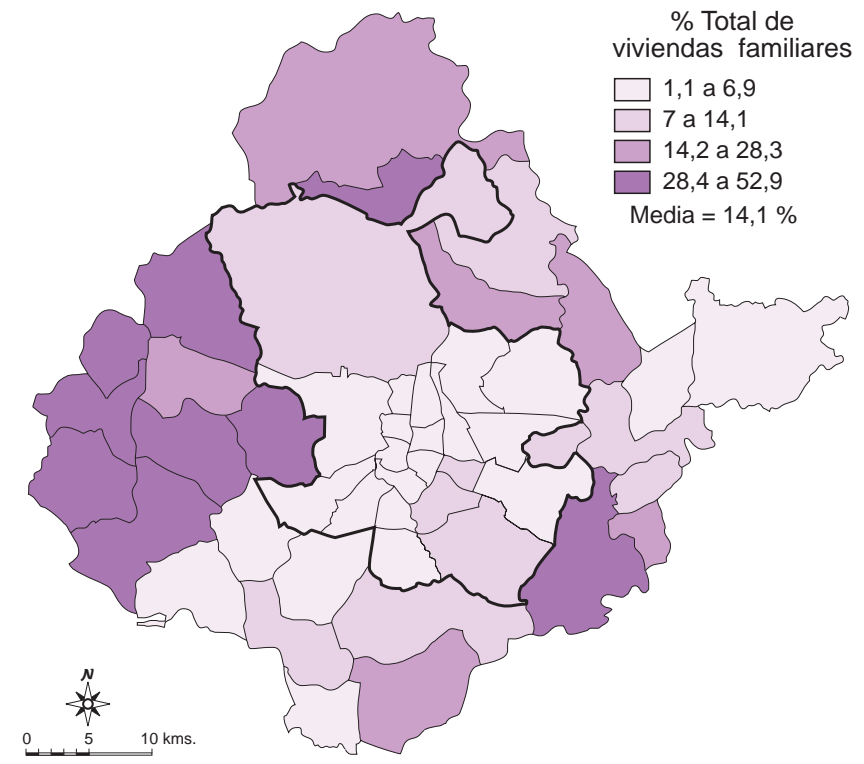 % Total de
viviendas familiares
1,1 a 6,9
7 a 14,1
14,2 a 28,3
28,4 a 52,9
Media = 14,1 %
N
0 5 10 kms.